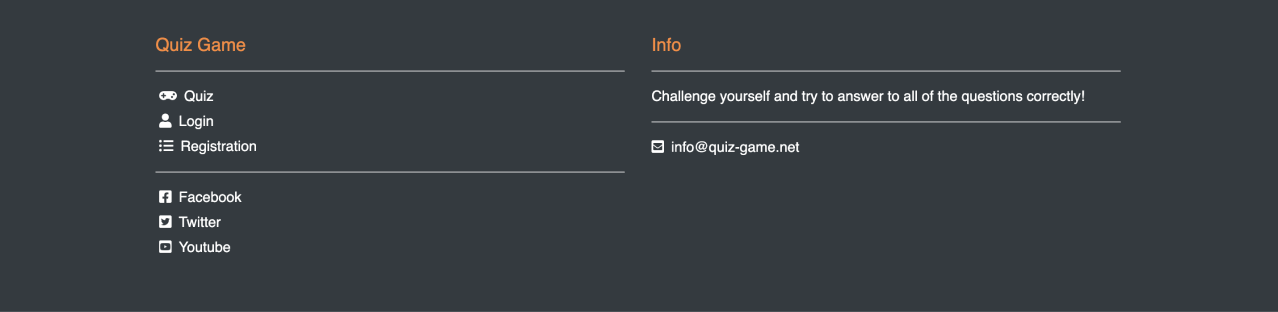 Quiz Game
Quiz
Login
Registration
Facebook
Twitter
Youtube
Info
Challenge yourself and try to answer to all of the questions correctly!
info@quiz-game.net